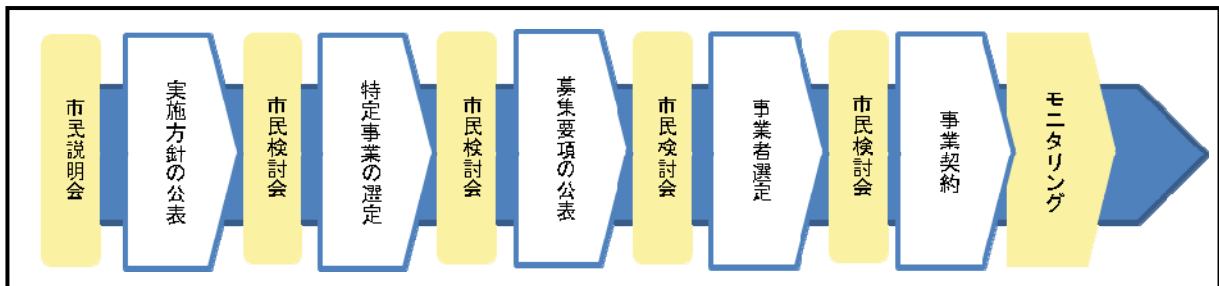 市民説明会
実施方針の公表
市民検討会
特定事業の選定
市民検討会
募集要項の公表
市民検討会
事業者選定
市民検討会
事業契約
モニタリング